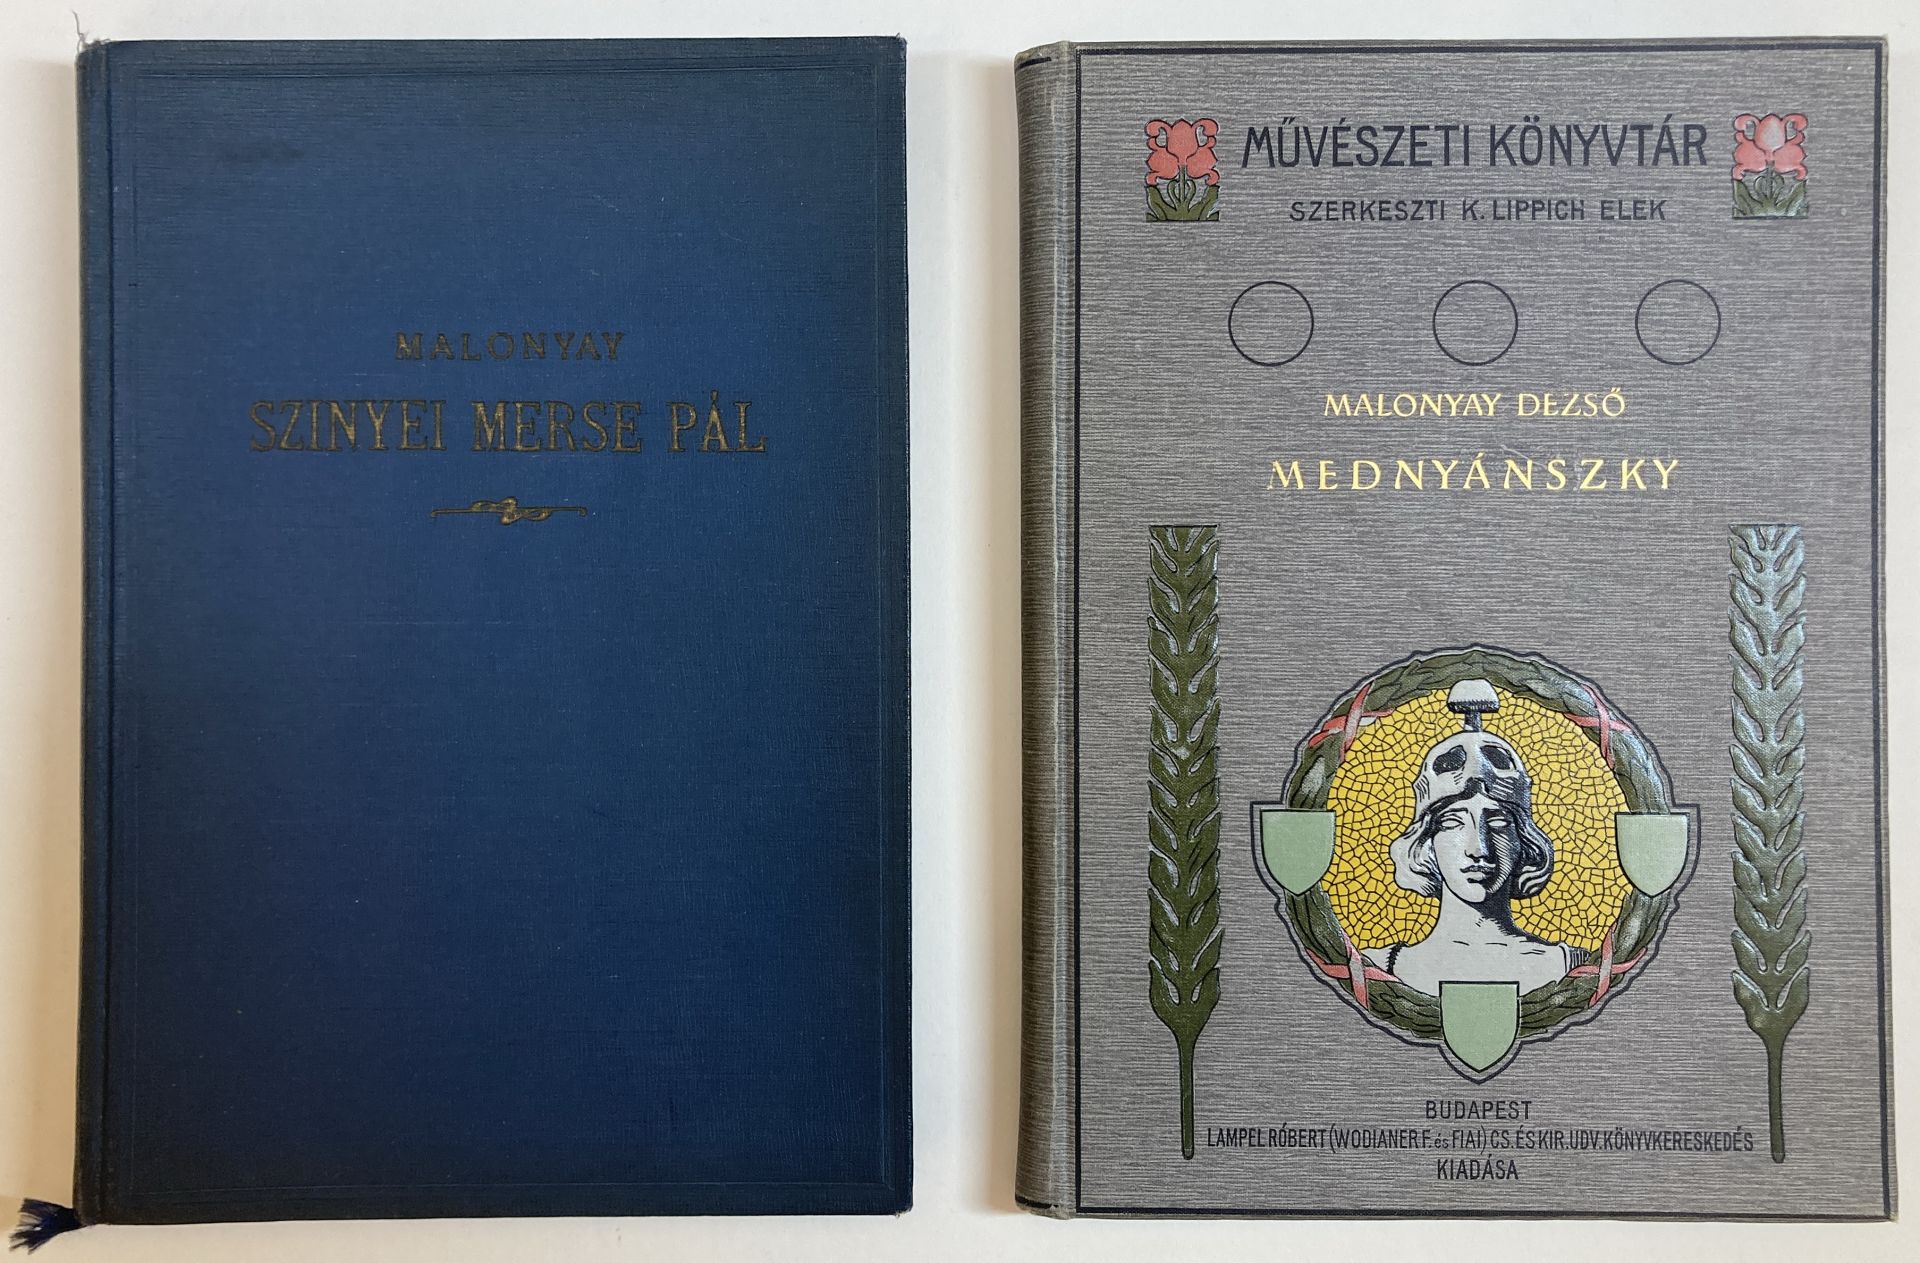 MALONYAY
SZINYEI MERSE PÁL
MŰVÉSZETI KÖNYVTÁR
SZERKESZTI K. LIPPICH ELEK
MALONYAY DEZSŐ
MEDNYÁNSZKY
BUDAPEST
LAMPEL RÓBERT (WODIANER F. és FIAI) CS. ÉS KIR. UDV. KÖNYVKERESKEDÉS
KIADÁSA